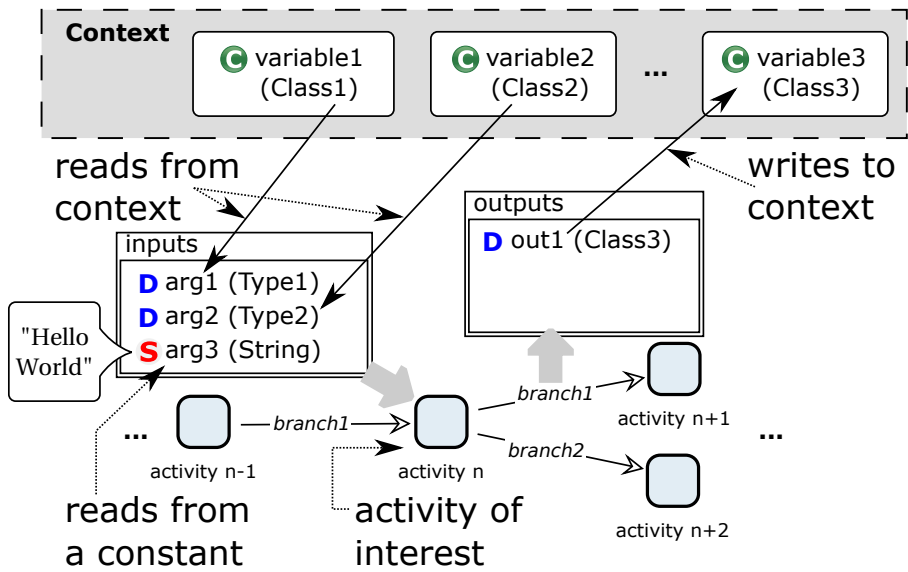 Context
C variable1
(Class1)
C variable2
(Class2)
...
C variable3
(Class3)
reads from
context
writes to
context
inputs
D arg1 (Type1)
D arg2 (Type2)
S arg3 (String)
"Hello
World"
outputs
D out1 (Class3)
...
activity n-1
branch1
activity n
branch1
branch2
activity n+1
activity n+2
...
reads from
a constant
activity of
interest